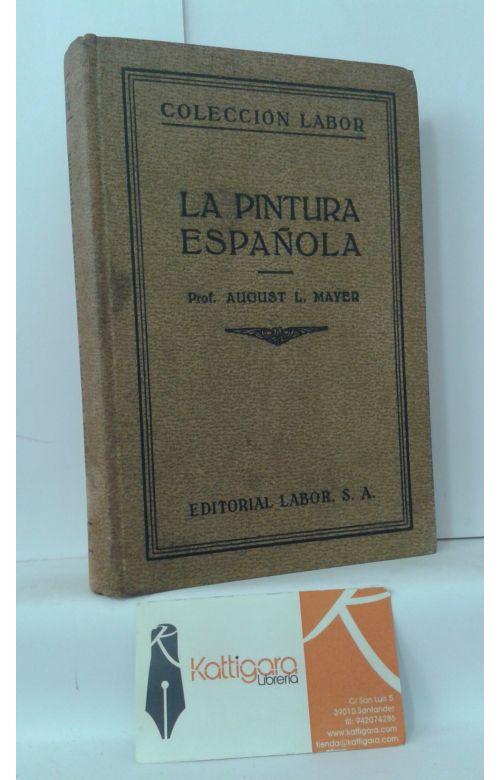 COLECCIÓN LABOR
LA PINTURA
ESPAÑOLA
Prof. AUGUST L. MAYER
EDITORIAL LABOR, S. A.
Kattigara
Librería
C/ San Luis 5
39010 Santander
tlf: 942074285
www.kattigara.com
tienda@kattigara.com